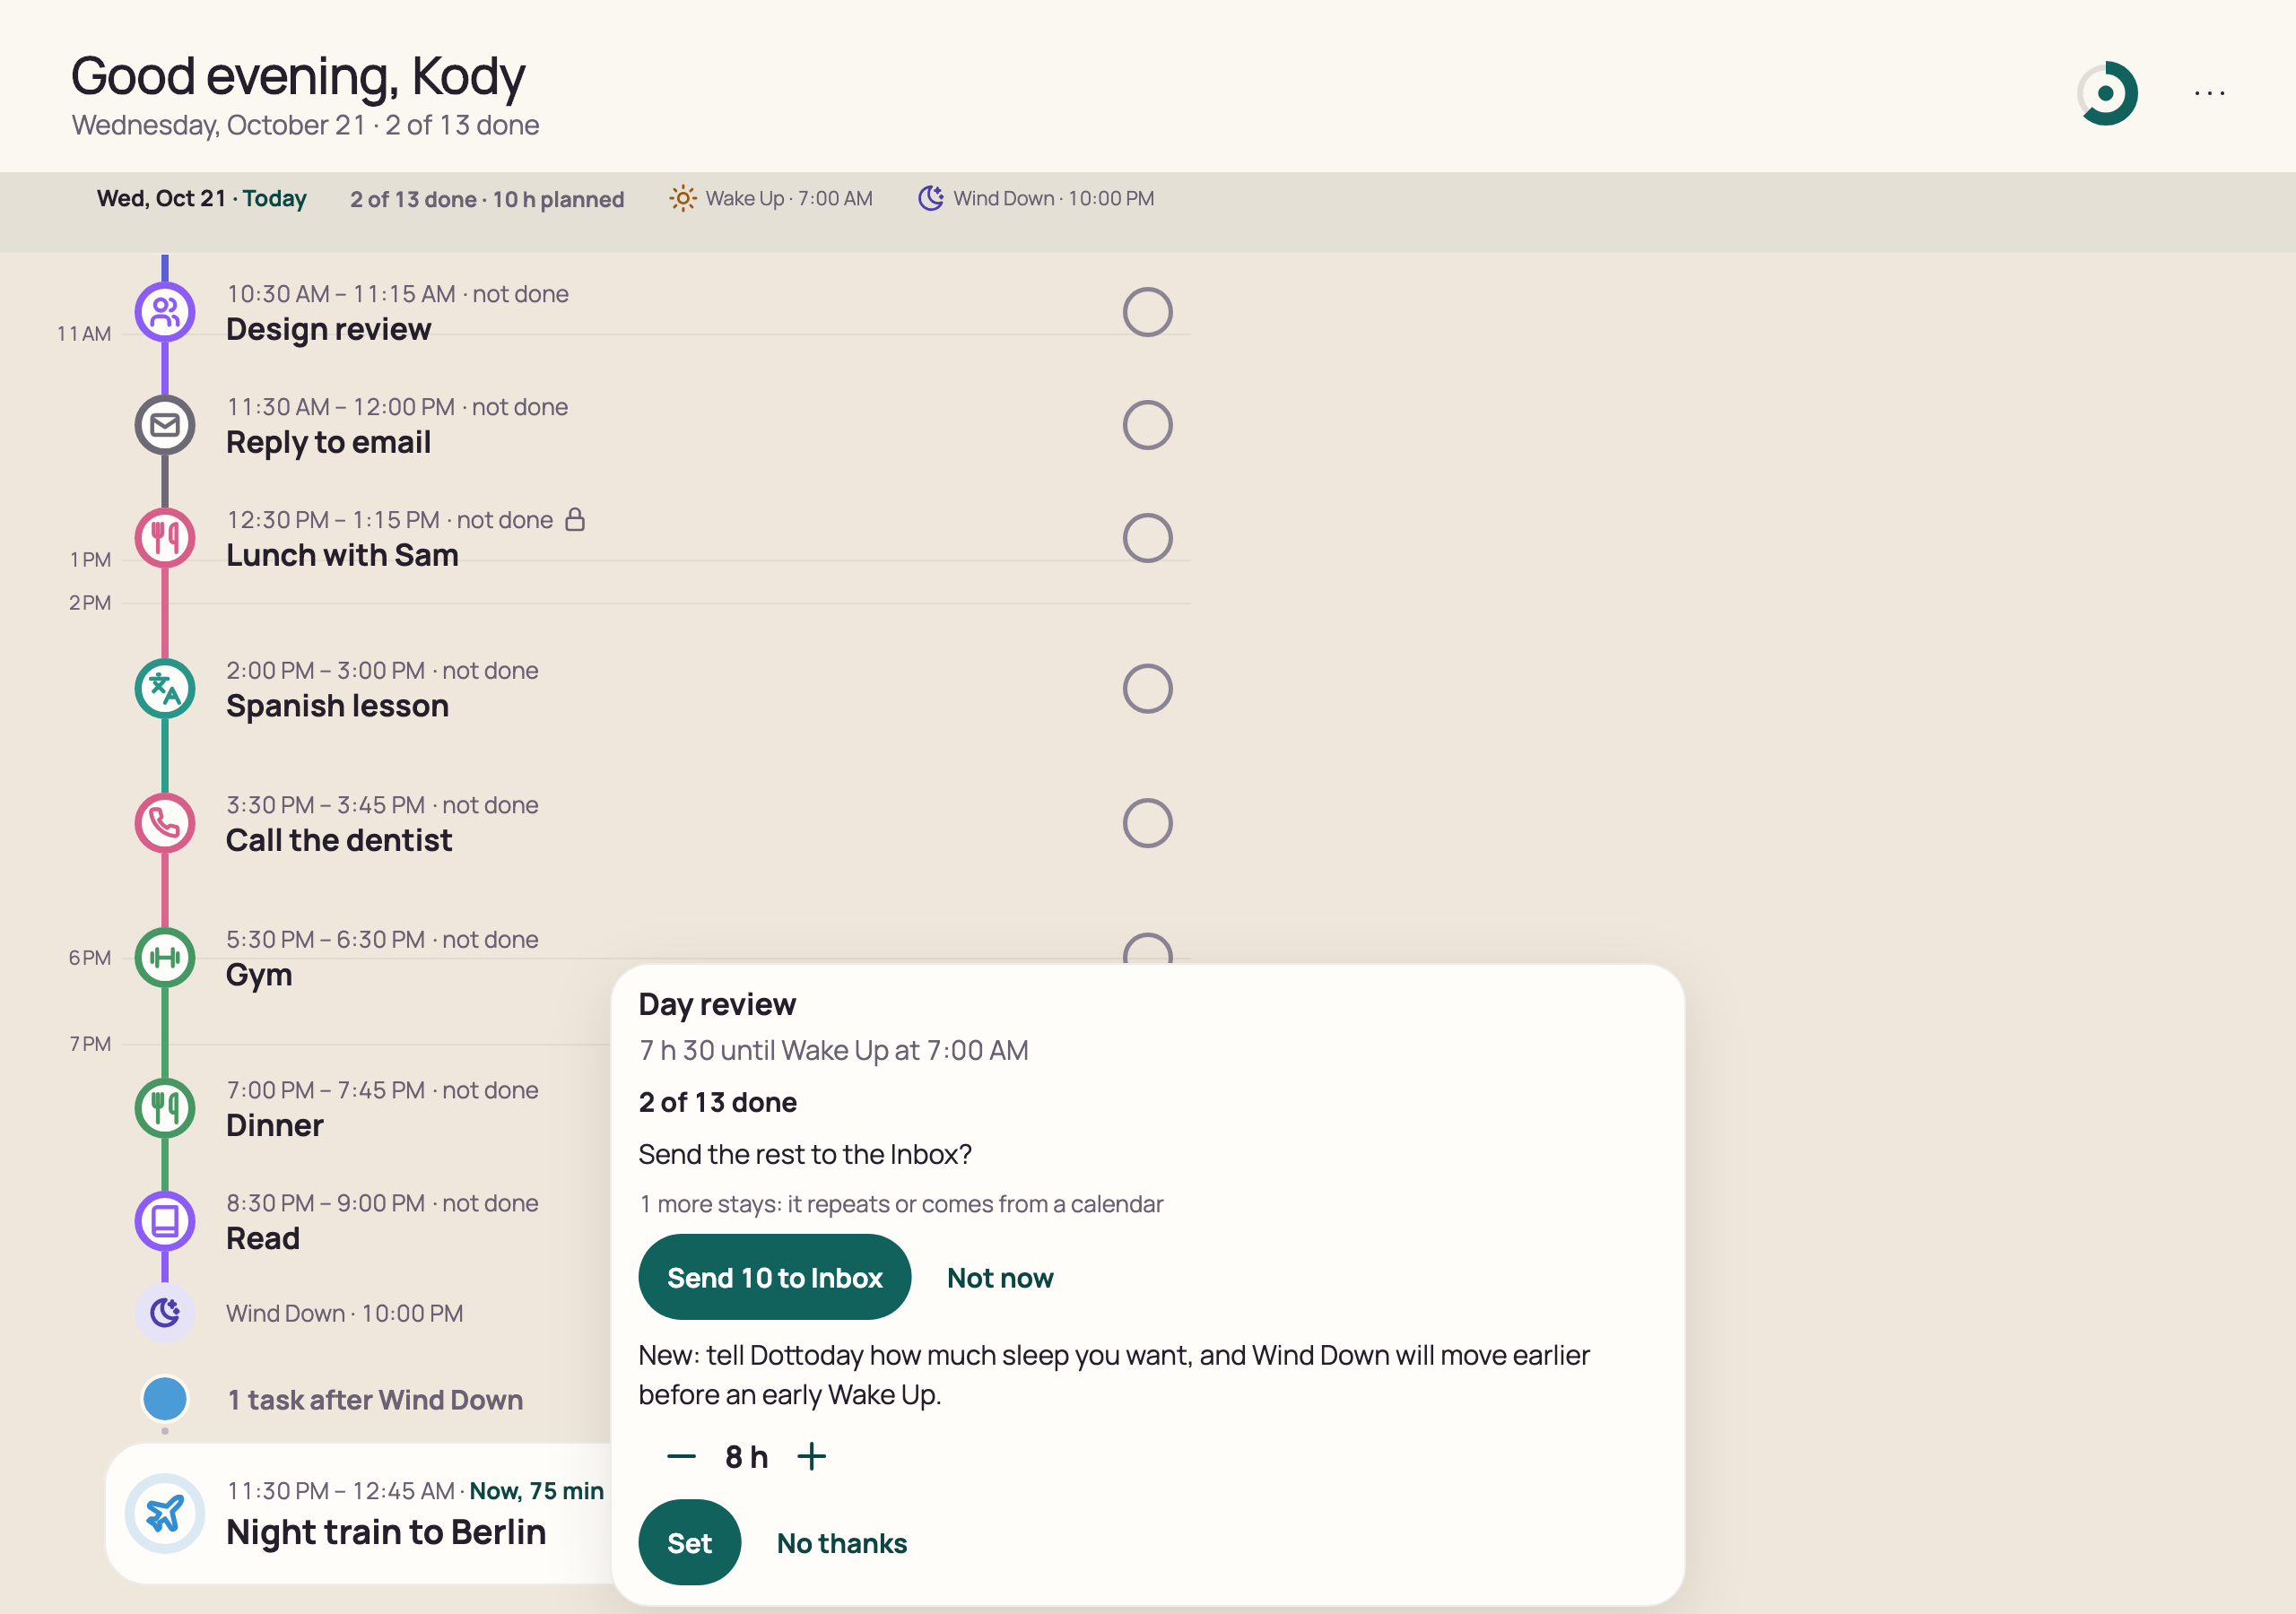 Good evening, Kody
Wednesday, October 21 · 2 of 13 done
...
Wed, Oct 21 · Today
2 of 13 done · 10 h planned
Wake Up · 7:00 AM
Wind Down · 10:00 PM
10:30 AM – 11:15 AM · not done
11 AM
Design review
11:30 AM – 12:00 PM · not done
Reply to email
12:30 PM – 1:15 PM · not done
1 PM
Lunch with Sam
2 PM
2:00 PM – 3:00 PM · not done
Spanish lesson
3:30 PM – 3:45 PM · not done
Call the dentist
5:30 PM – 6:30 PM · not done
6 PM
Gym
7 PM
7:00 PM – 7:45 PM · not done
Dinner
8:30 PM – 9:00 PM · not done
Read
Wind Down · 10:00 PM
1 task after Wind Down
11:30 PM – 12:45 AM · Now, 75 min
Night train to Berlin
Day review
7 h 30 until Wake Up at 7:00 AM
2 of 13 done
Send the rest to the Inbox?
1 more stays: it repeats or comes from a calendar
Send 10 to Inbox
Not now
New: tell Dottoday how much sleep you want, and Wind Down will move earlier
before an early Wake Up.
— 8 h +
Set
No thanks